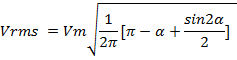 Vrms = Vm√(1/2π [π − α + sin2α/2])